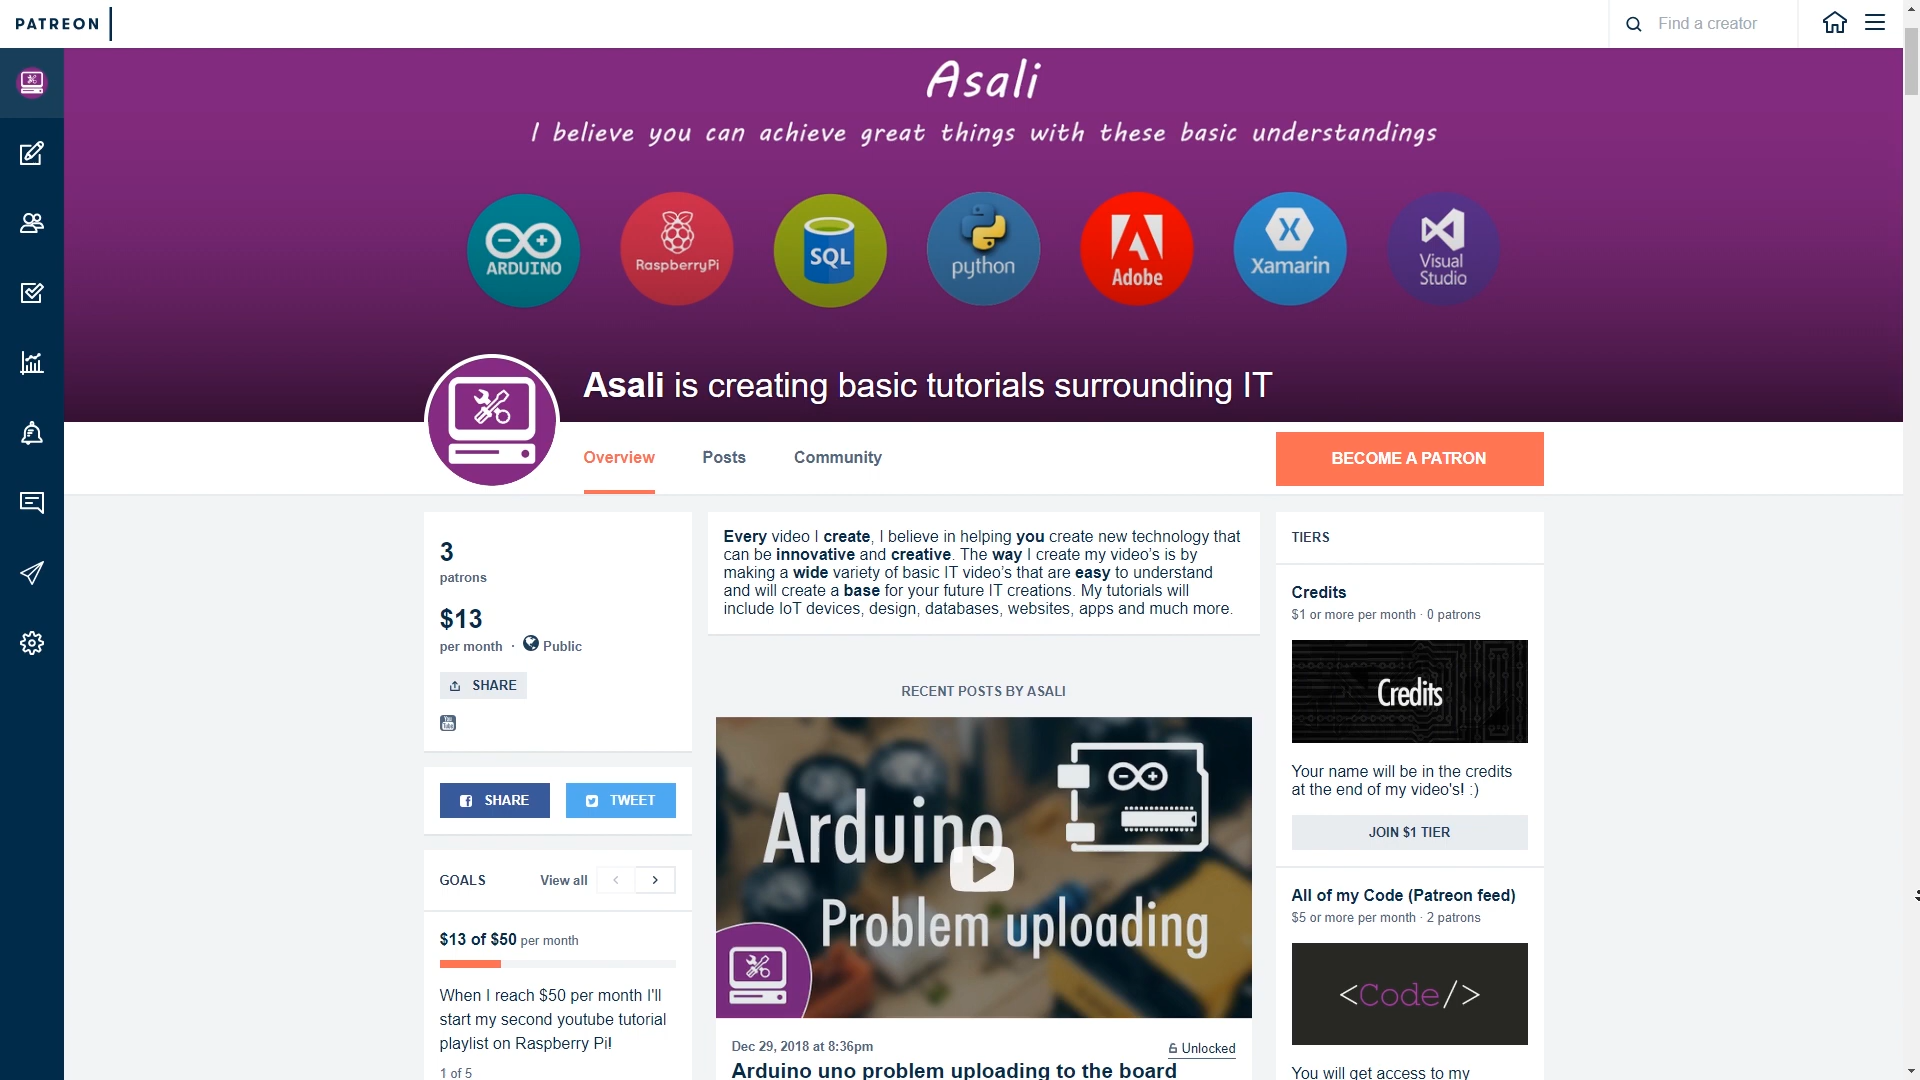 PATREON
Find a creator
Asali
I believe you can achieve great things with these basic understandings
ARDUINO
RaspberryPi
SQL
python
Adobe
Xamarin
Visual
Studio
Asali is creating basic tutorials surrounding IT
Overview
Posts
Community
BECOME A PATRON
3
patrons
$13
per month · Public
SHARE
You
Tube
SHARE
TWEET
GOALS
View all
$13 of $50 per month
When I reach $50 per month I'll
start my second youtube tutorial
playlist on Raspberry Pi!
1 of 5
Every video I create, I believe in helping you create new technology that
can be innovative and creative. The way I create my video's is by
making a wide variety of basic IT video's that are easy to understand
and will create a base for your future IT creations. My tutorials will
include IoT devices, design, databases, websites, apps and much more.
RECENT POSTS BY ASALI
Arduino
Problem uploading
Dec 29, 2018 at 8:36pm
Unlocked
Arduino uno problem uploading to the board
TIERS
Credits
$1 or more per month · 0 patrons
Credits
Your name will be in the credits
at the end of my video's! :)
JOIN $1 TIER
All of my Code (Patreon feed)
$5 or more per month · 2 patrons
<Code/>
You will get access to my